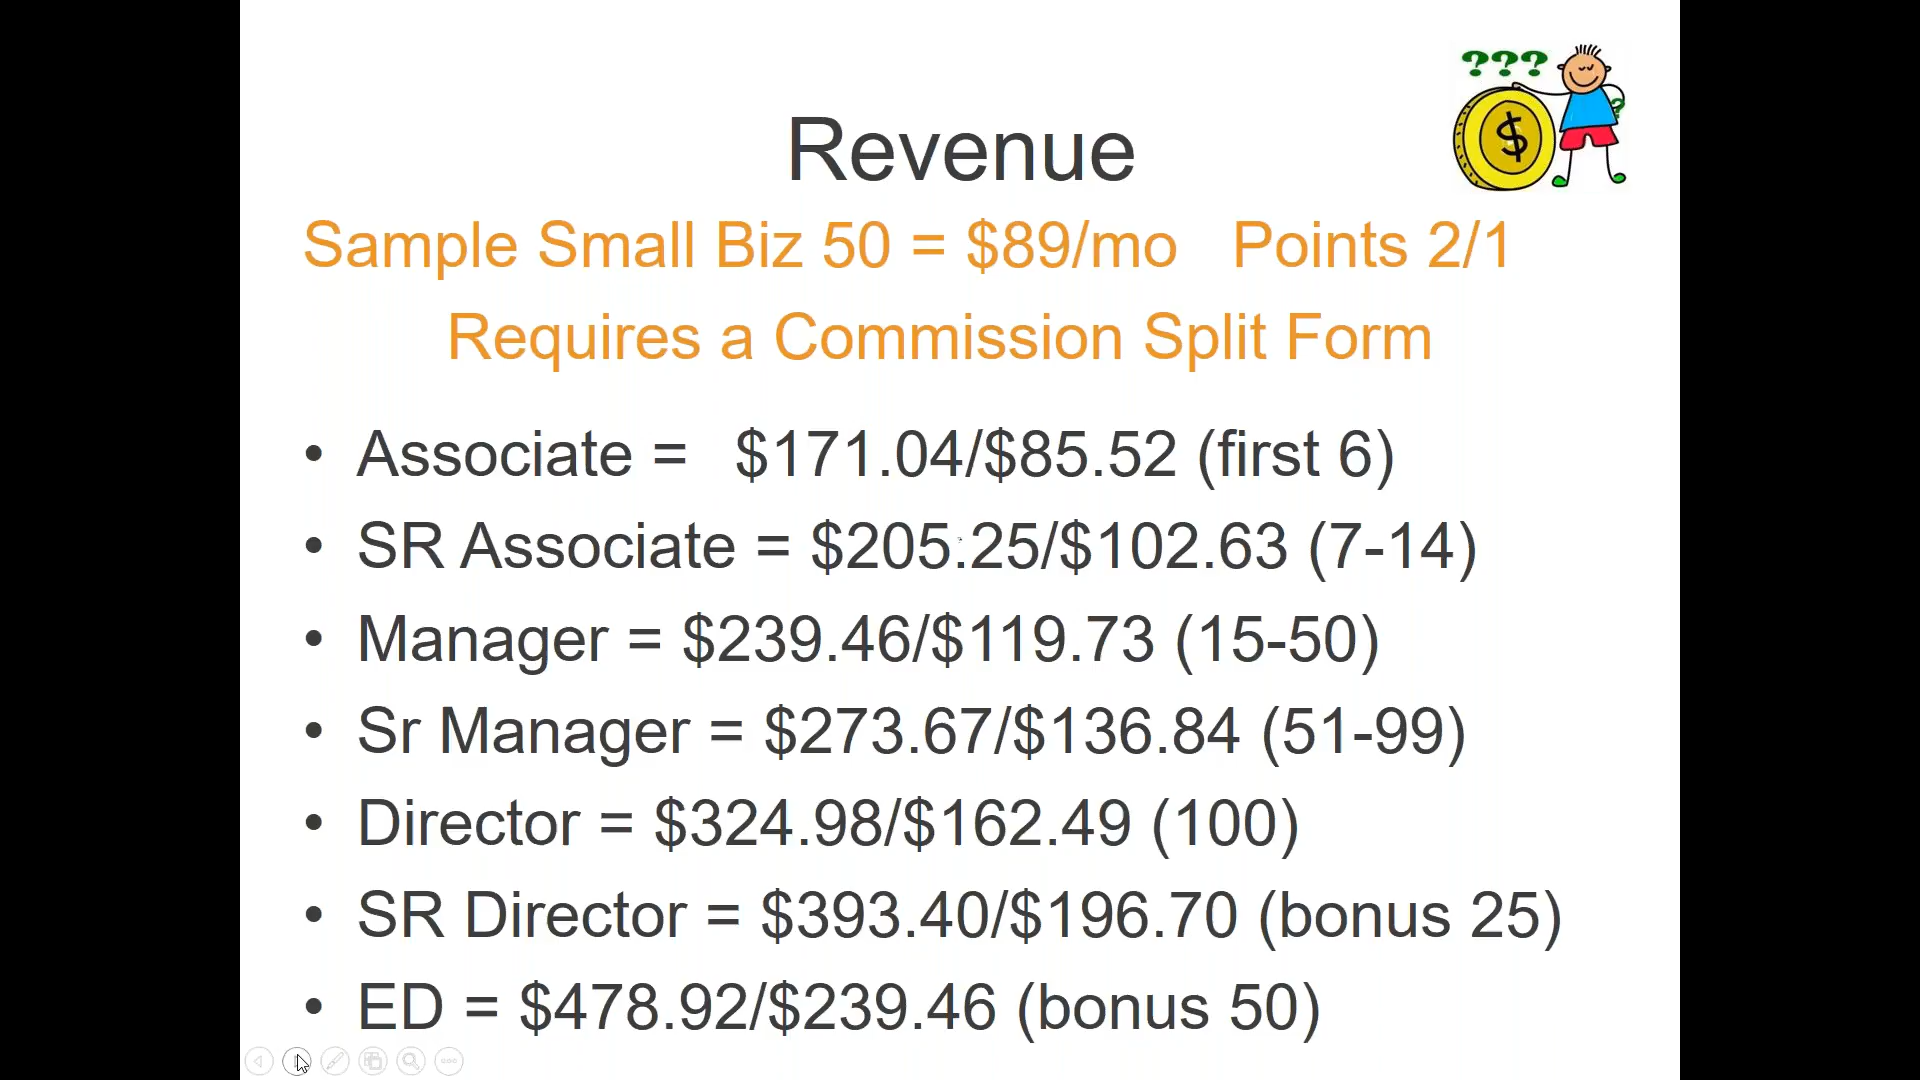 ???
?
$
Revenue
Sample Small Biz 50 = $89/mo Points 2/1
Requires a Commission Split Form
• Associate = $171.04/$85.52 (first 6)
• SR Associate = $205.25/$102.63 (7-14)
• Manager = $239.46/$119.73 (15-50)
• Sr Manager = $273.67/$136.84 (51-99)
• Director = $324.98/$162.49 (100)
• SR Director = $393.40/$196.70 (bonus 25)
• ED = $478.92/$239.46 (bonus 50)